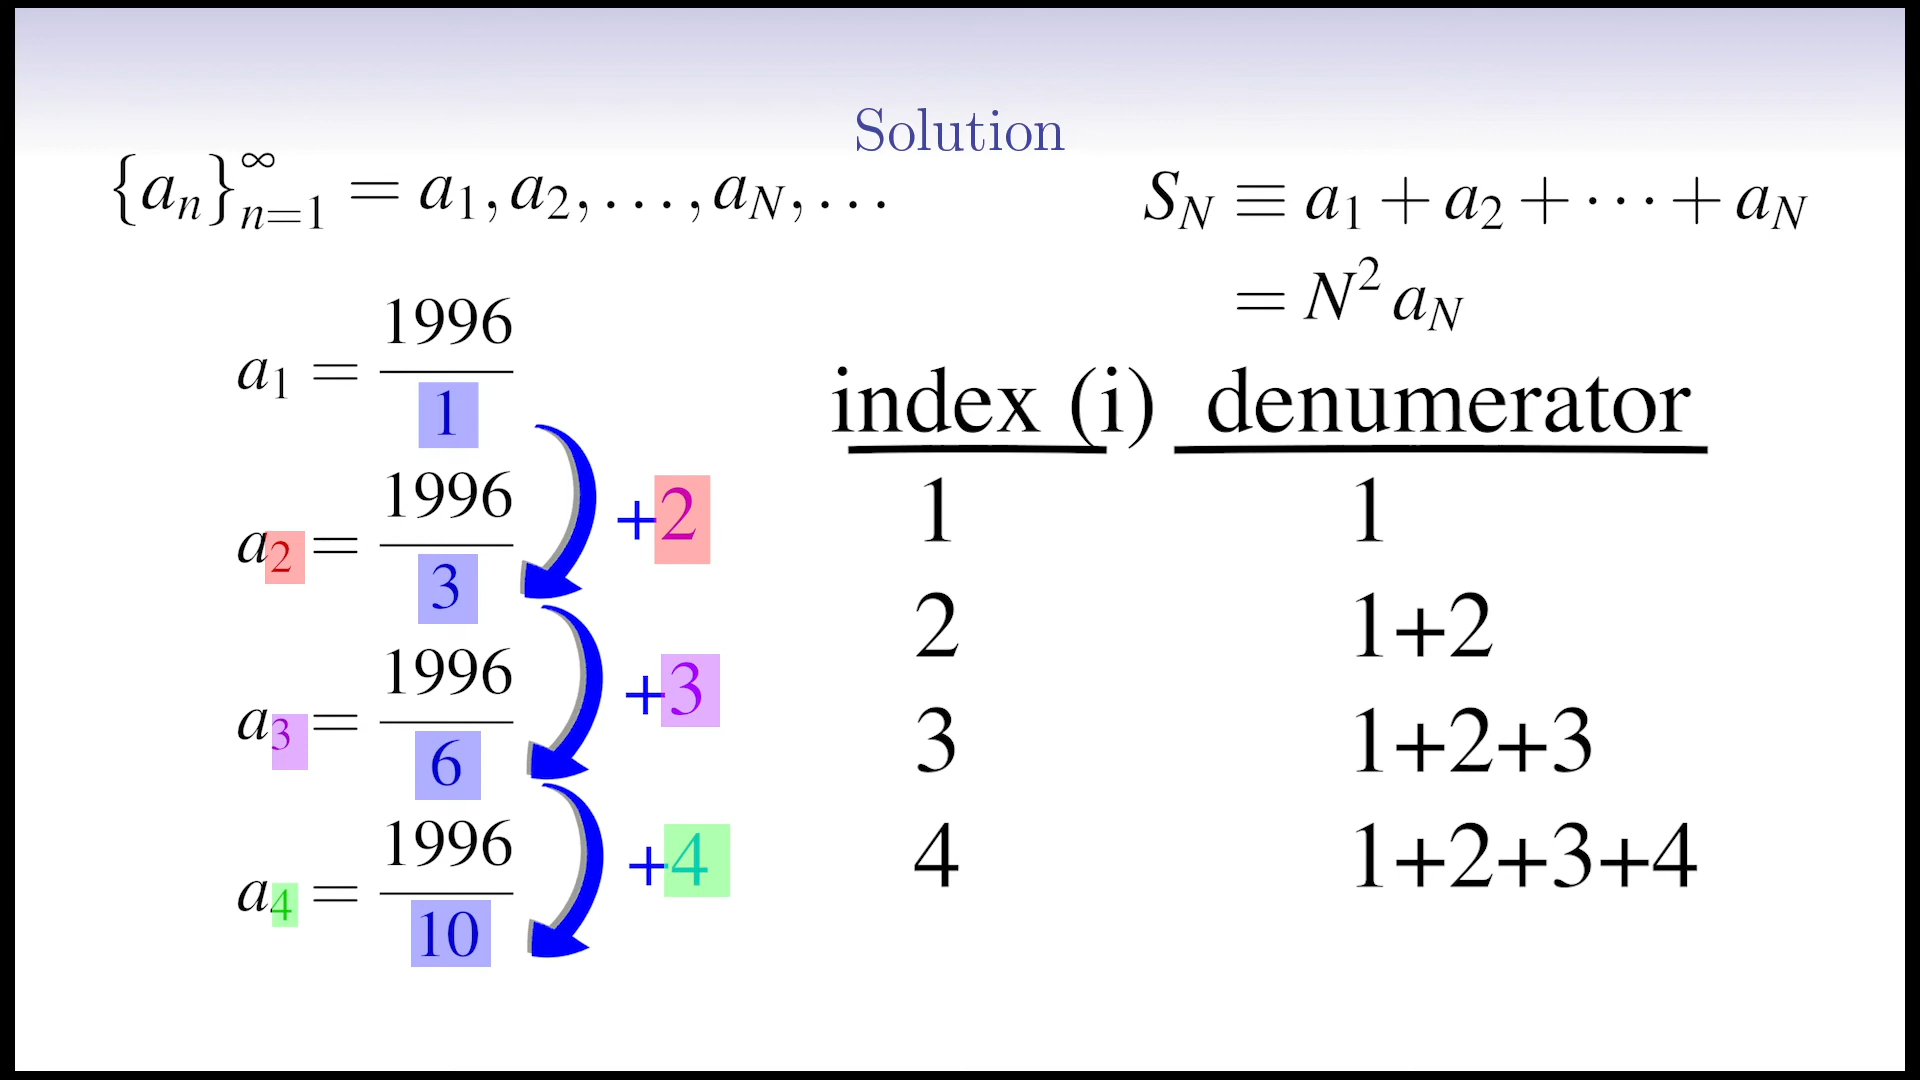 Solution
{a_n}_{n=1}^∞ = a_1, a_2, ..., a_N, ...
S_N ≡ a_1 + a_2 + ··· + a_N
= N^2 a_N
a_1 = 1996/1
+2
a_2 = 1996/3
+3
a_3 = 1996/6
+4
a_4 = 1996/10
index (i) denumerator
1 1
2 1+2
3 1+2+3
4 1+2+3+4